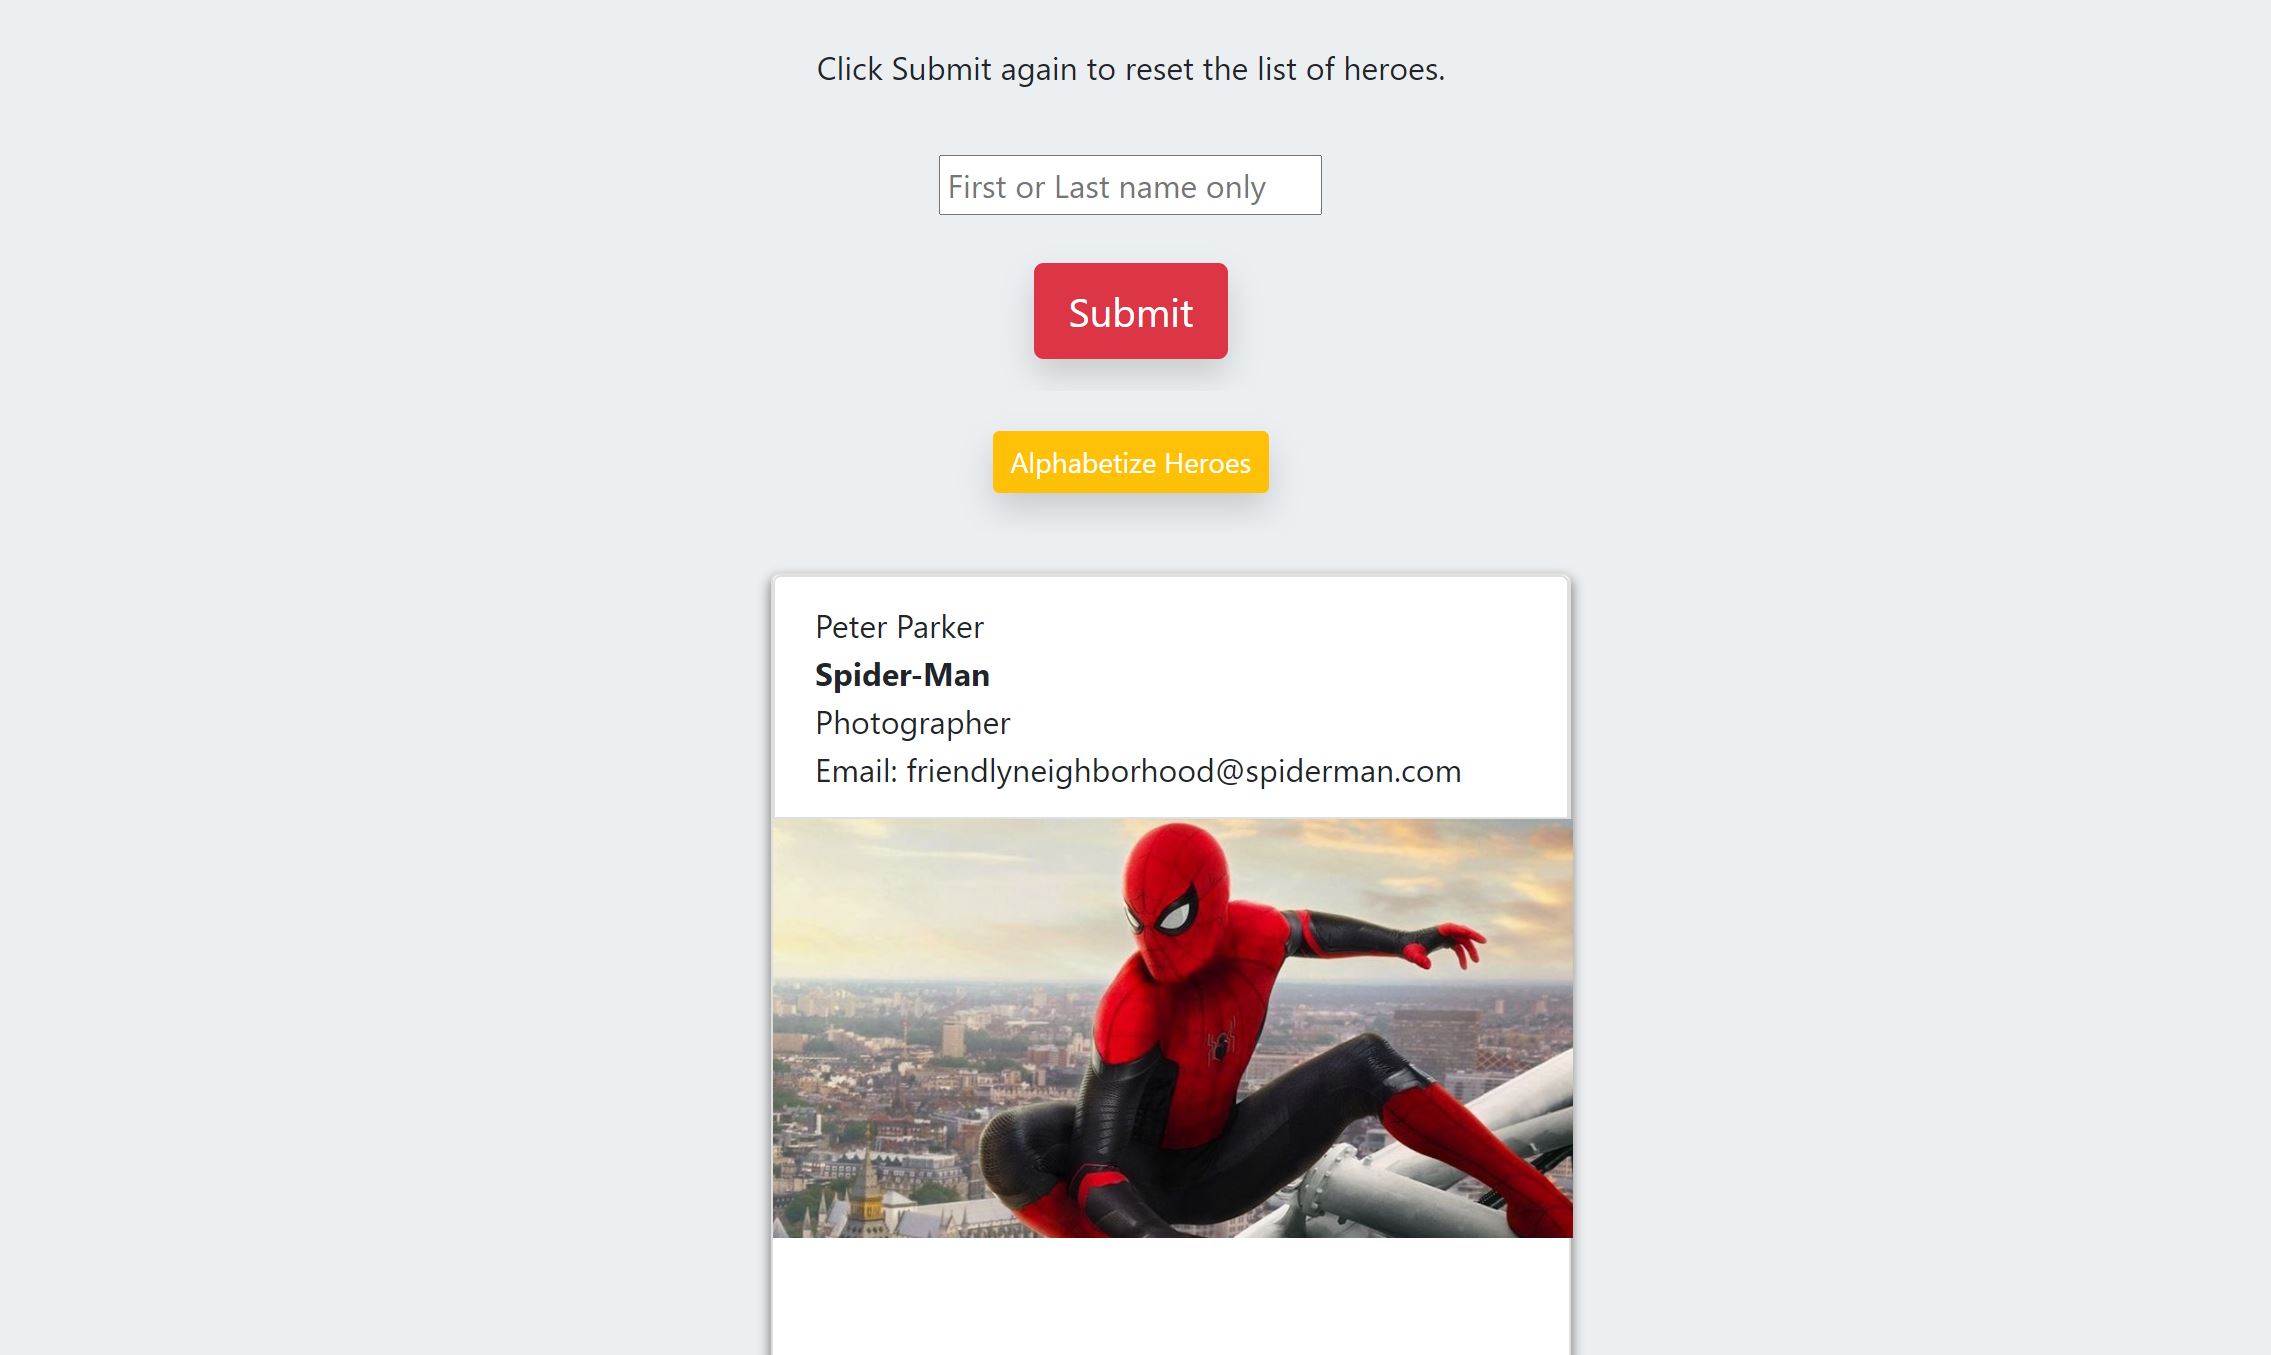 Click Submit again to reset the list of heroes.
First or Last name only
Submit
Alphabetize Heroes
Peter Parker
Spider-Man
Photographer
Email: friendlyneighborhood@spiderman.com